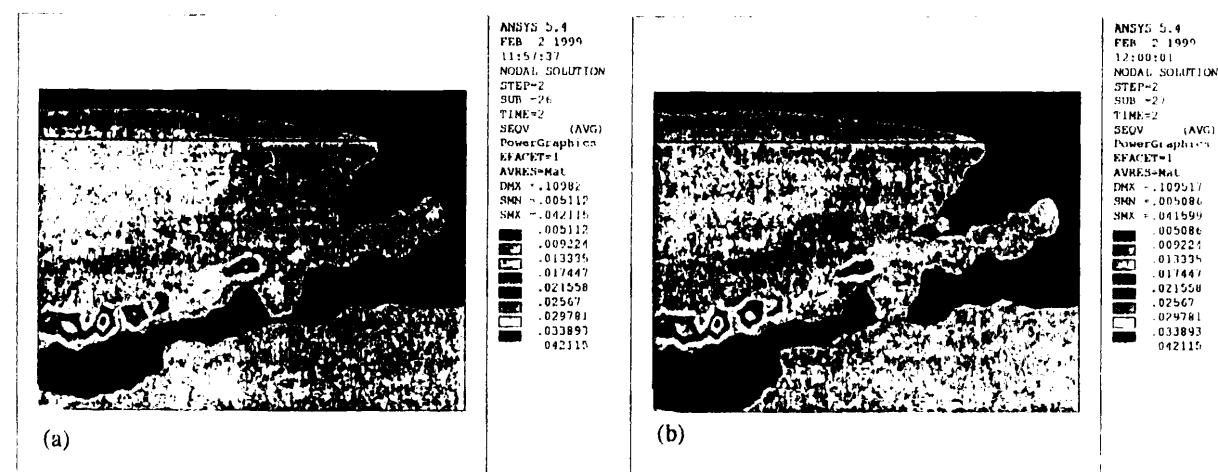 ANSYS 5.4
FEB 2 1999
11:57:37
NODAL SOLUTION
STEP=2
SUB =26
TIME=2
SEQV (AVG)
PowerGraphics
EFACET=1
AVRES=Mat
DMX =.10982
SMN =.005112
SMX =.042115
.005112
.009224
.013335
.017447
.021558
.02567
.029781
.033893
.042115
(a)
ANSYS 5.4
FEB 2 1999
12:00:01
NODAL SOLUTION
STEP=2
SUB =27
TIME=2
SEQV (AVG)
PowerGraphics
EFACET=1
AVRES=Mat
DMX =.109517
SMN =.005086
SMX =.041599
.005086
.009224
.013335
.017447
.021558
.02567
.029781
.033893
.042115
(b)